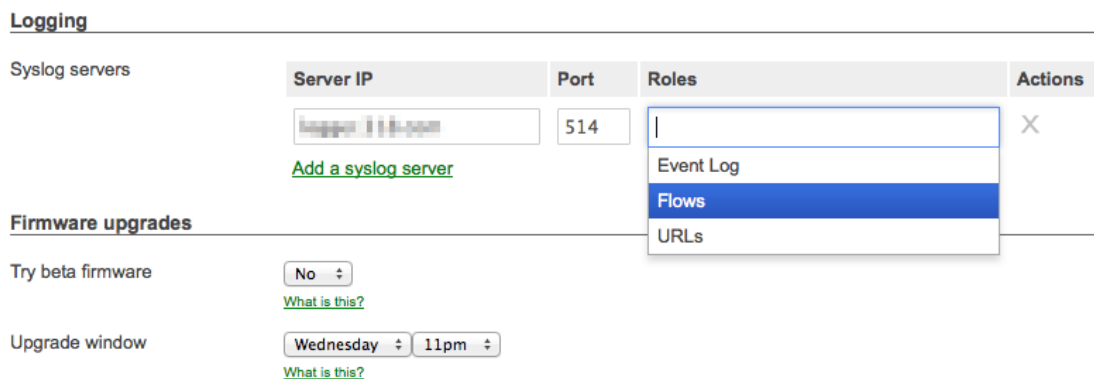 Logging
Syslog servers
Server IP Port Roles Actions
514
X
Event Log
Add a syslog server
Flows
URLs
Firmware upgrades
Try beta firmware
No
What is this?
Upgrade window
Wednesday 11pm
What is this?